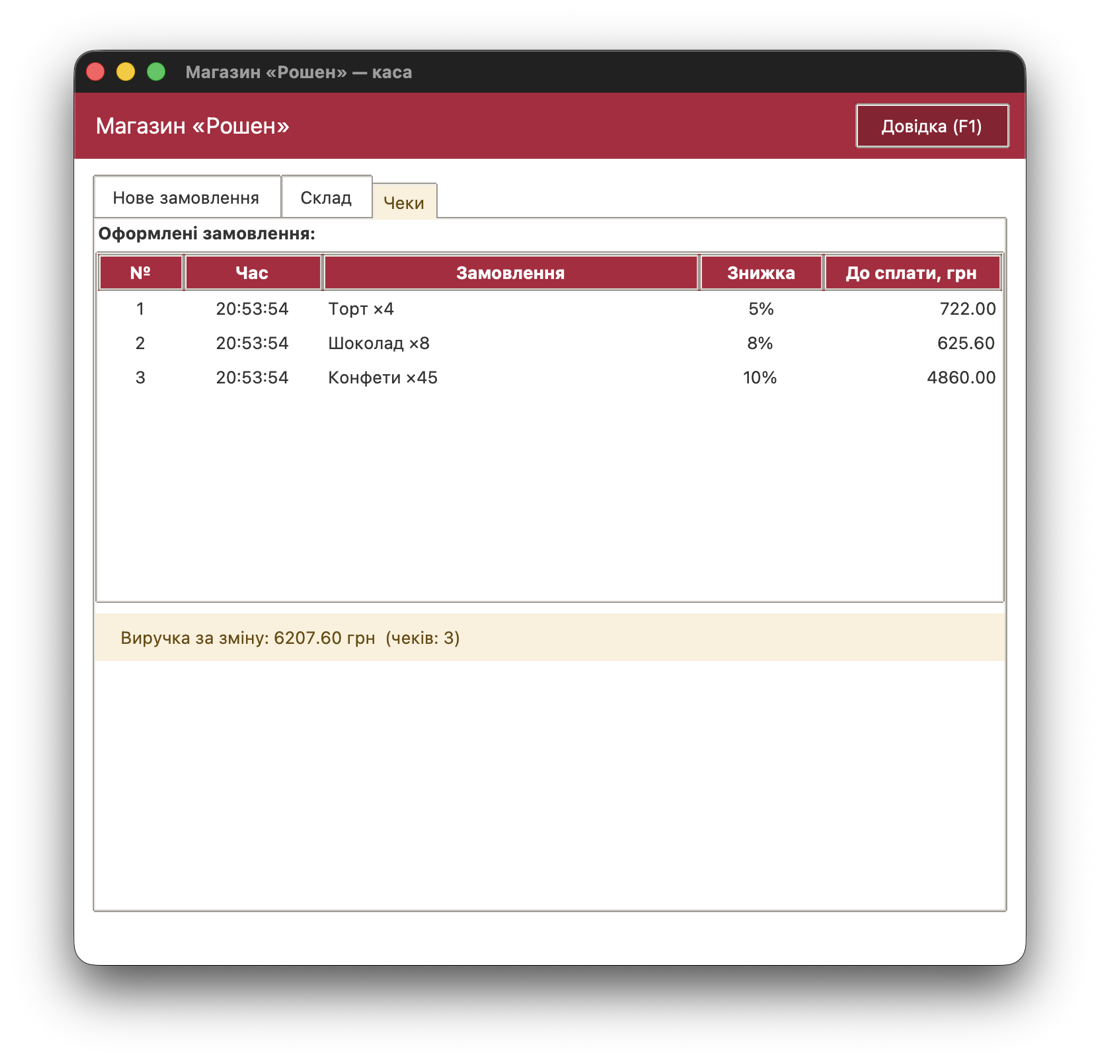 Магазин «Рошен» — каса
Магазин «Рошен» Довідка (F1)
Нове замовлення Склад Чеки
Оформлені замовлення:
№ Час Замовлення Знижка До сплати, грн
1 20:53:54 Торт ×4 5% 722.00
2 20:53:54 Шоколад ×8 8% 625.60
3 20:53:54 Конфети ×45 10% 4860.00
Виручка за зміну: 6207.60 грн (чеків: 3)